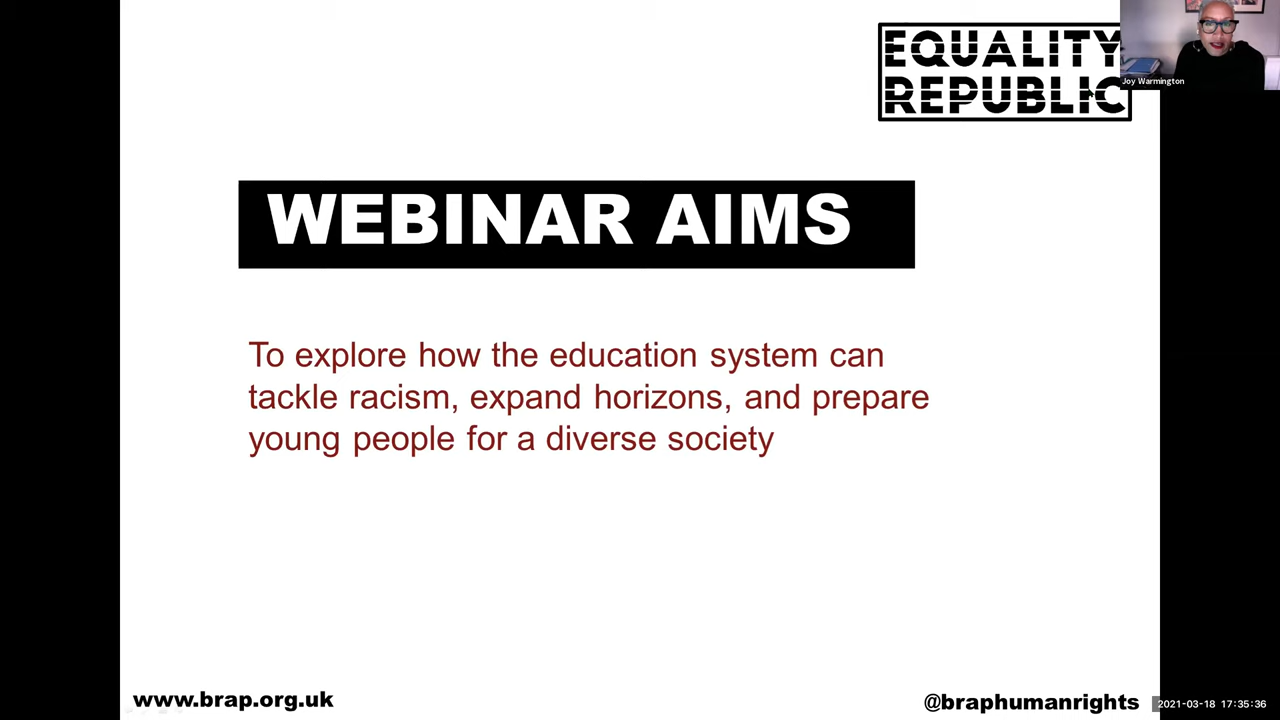 EQUALITY
REPUBLIC
Joy Warmington
WEBINAR AIMS
To explore how the education system can
tackle racism, expand horizons, and prepare
young people for a diverse society
www.brap.org.uk
@braphumanrights
2021-03-18 17:35:36